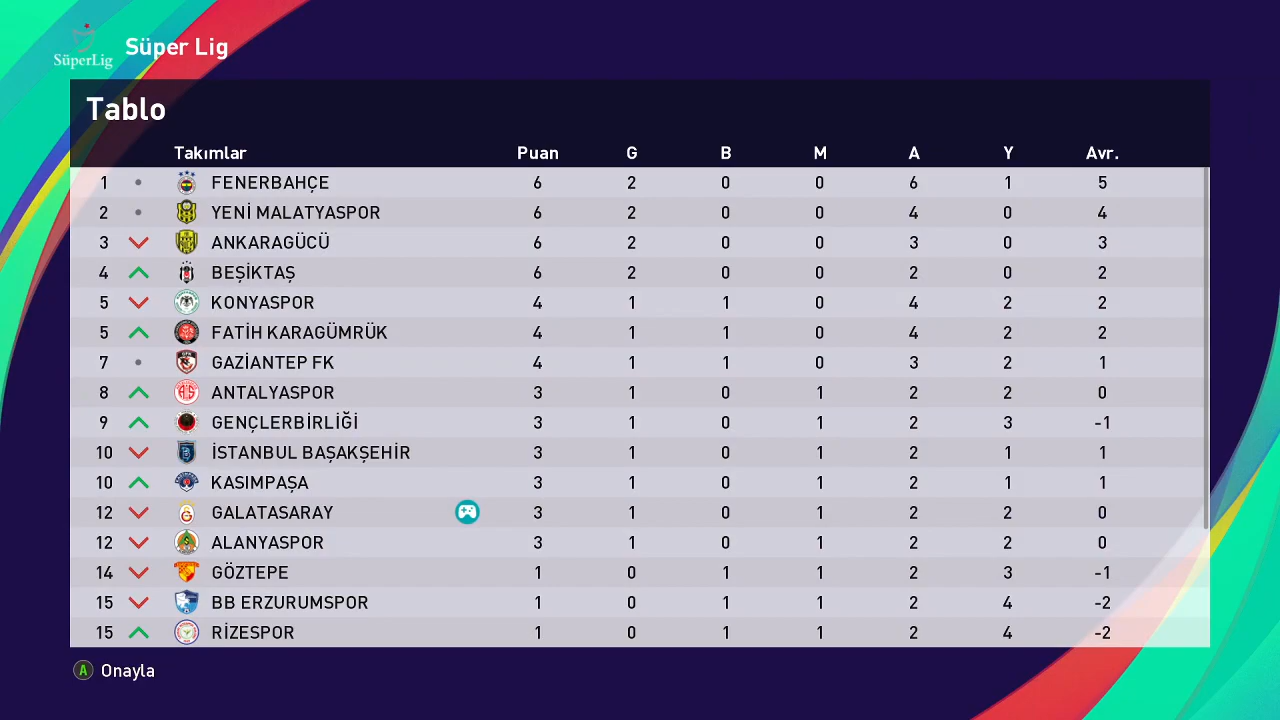 SüperLig Süper Lig
Tablo
Takımlar Puan G B M A Y Avr.
1 FENERBAHÇE 6 2 0 0 6 1 5
2 YENİ MALATYASPOR 6 2 0 0 4 0 4
3 ANKARAGÜCÜ 6 2 0 0 3 0 3
4 BEŞİKTAŞ 6 2 0 0 2 0 2
5 KONYASPOR 4 1 1 0 4 2 2
5 FATİH KARAGÜMRÜK 4 1 1 0 4 2 2
7 GAZİANTEP FK 4 1 1 0 3 2 1
8 ANTALYASPOR 3 1 0 1 2 2 0
9 GENÇLERBİRLİĞİ 3 1 0 1 2 3 -1
10 İSTANBUL BAŞAKŞEHİR 3 1 0 1 2 1 1
10 KASIMPAŞA 3 1 0 1 2 1 1
12 GALATASARAY 3 1 0 1 2 2 0
12 ALANYASPOR 3 1 0 1 2 2 0
14 GÖZTEPE 1 0 1 1 2 3 -1
15 BB ERZURUMSPOR 1 0 1 1 2 4 -2
15 RİZESPOR 1 0 1 1 2 4 -2
A Onayla